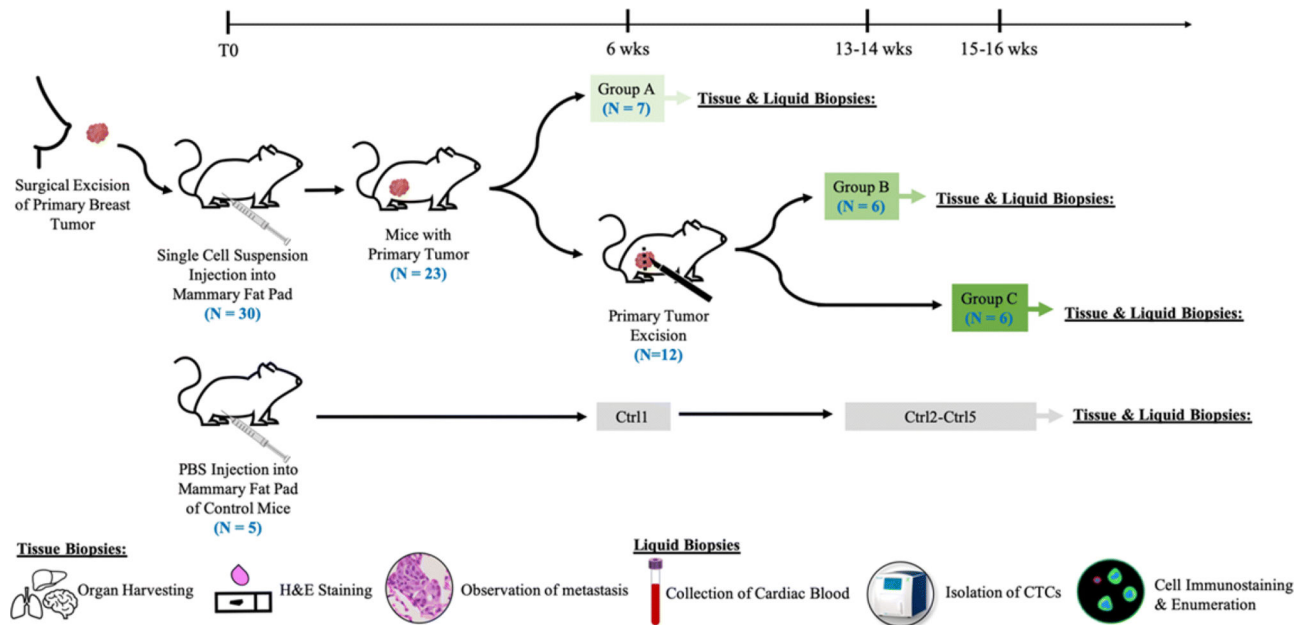 T0
6 wks
13-14 wks
15-16 wks
Group A
(N = 7)
Tissue & Liquid Biopsies:
Surgical Excision
of Primary Breast
Tumor
Single Cell Suspension
Injection into
Mammary Fat Pad
(N = 30)
Mice with
Primary Tumor
(N = 23)
Group B
(N = 6)
Tissue & Liquid Biopsies:
Primary Tumor
Excision
(N=12)
Group C
(N = 6)
Tissue & Liquid Biopsies:
PBS Injection into
Mammary Fat Pad
of Control Mice
(N = 5)
Ctrl1
Ctrl2-Ctrl5
Tissue & Liquid Biopsies:
Tissue Biopsies:
Organ Harvesting
H&E Staining
Observation of metastasis
Liquid Biopsies
Collection of Cardiac Blood
Isolation of CTCs
Cell Immunostaining
& Enumeration